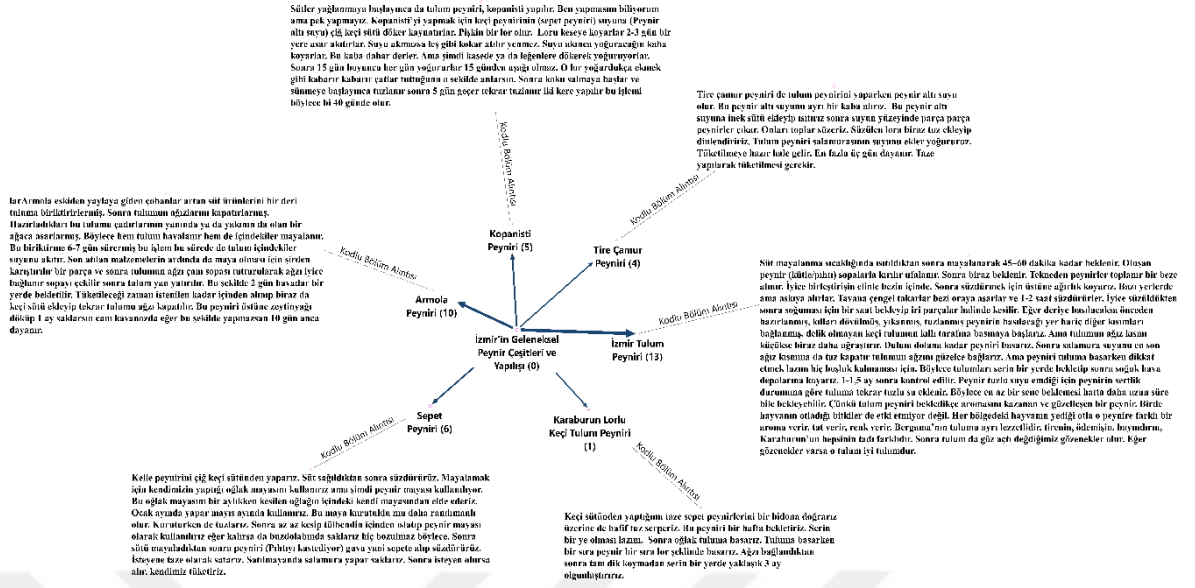 Sütler yağlanmaya başlayınca da tulum peyniri, kopanisti yapılır. Ben yapmasını biliyorum
ama pek yapmayız. Kopanisti'yi yapmak için keçi peynirinin (sepet peyniri) suyuna (Peynir
altı suyu) çiğ keçi sütü döker kaynatırlar. Pişkin bir lor olur. Loru keseye koyarlar 2-3 gün bir
yere asar akıtırlar. Suyu akmazsa leş gibi kokar atılır yenmez. Suyu akınca yoğuracağın kaba
koyarlar. Bu kaba dahar derler. Ama şimdi kasede ya da leğenlere dökerek yoğuruyorlar.
Sonra 15 gün boyunca her gün yoğururlar 15 günden aşağı olmaz. O lor yoğurdukça ekmek
gibi kabarır kabarır çatlar tuttuğunu o şekilde anlarsın. Sonra koku salmaya başlar ve
sünmeye başlayınca tuzlanır sonra 5 gün geçer tekrar tuzlanır iki kere yapılır bu işlemi
böylece bi 40 günde olur.
Tire çamur peyniri de tulum peynirini yaparken peynir altı suyu
olur. Bu peynir altı suyunu ayrı bir kaba alırız. Bu peynir altı
suyuna inek sütü ekleyip ısıtırız sonra suyun yüzeyinde parça parça
peynirler çıkar. Onları toplar süzeriz. Süzülen lora biraz tuz ekleyip
dinlendiririz. Tulum peyniri salamurasının suyunu ekler yoğururuz.
Tüketilmeye hazır hale gelir. En fazla üç gün dayanır. Taze
yapılarak tüketilmesi gerekir.
larArmola eskiden yaylaya giden çobanlar artan süt ürünlerini bir deri
tuluma biriktirirlermiş. Sonra tulumun ağızlarını kapatırlarmış.
Hazırladıkları bu tulumu çadırlarının yanında ya da yakının da olan bir
ağaca asarlarmış. Böylece hem tulum havalanır hem de içindekiler mayalanır.
Bu biriktirme 6-7 gün sürermiş bu işlem bu sürede de tulum içindekiler
suyunu akıtır. Son atılan malzemelerin ardında da maya olması için şirden
karıştırılır bir parça ve sonra tulumun ağzı çam sopası tutturularak ağzı iyice
bağlanır sopayı çekilir sonra tulum yan yatırılır. Bu şekilde 2 gün havadar bir
yerde bekletilir. Tüketileceği zaman istenilen kadar içinden alınıp biraz da
keçi sütü ekleyip tekrar tulumu ağzı kapatılır. Bu peyniri üstüne zeytinyağı
döküp 1 ay saklarsın cam kavanozda eğer bu şekilde yapmazsan 10 gün anca
dayanır.
Kodlu Bölüm Alıntısı
Kodlu Bölüm Alıntısı
Kodlu Bölüm Alıntısı
Kopanisti
Peyniri (5)
Tire Çamur
Peyniri (4)
Armola
Peyniri (10)
İzmir'in Geleneksel
Peynir Çeşitleri ve
Yapılışı (0)
İzmir Tulum
Peyniri (13)
Kodlu Bölüm Alıntısı
Süt mayalanma sıcaklığında ısıtıldıktan sonra mayalanarak 45–60 dakika kadar beklenir. Oluşan
peynir (kütle/pıhtı) sopalarla kırılır ufalanır. Sonra biraz beklenir. Tekneden peynirler toplanır bir beze
alınır. İyice birleştirişin elinle bezin içinde. Sonra süzdürmek için üstüne ağırlık koyarız. Bazı yerlerde
ama askıya alırlar. Tavana çengel takarlar bezi oraya asarlar ve 1-2 saat süzdürürler. İyice süzüldükten
sonra soğuması için bir saat bekleyip iri parçalar halinde kesilir. Eğer deriye basılacaksa önceden
hazırlanmış, kılları dövülmüş, yıkanmış, tuzlanmış peynirin basılacağı yer hariç diğer kısımları
bağlanmış, delik olmayan keçi tulumun kıllı tarafına basmaya başlarız. Ama tulumun ağız kısmı
küçükse biraz daha uğraştırır. Dulum dolana kadar peyniri basarız. Sonra salamura suyunu en son
ağız kısmına da tuz kapatır tulumun ağzını güzelce bağlarız. Ama peyniri tuluma basarken dikkat
etmek lazım hiç boşluk kalmaması için. Böylece tulumları serin bir yerde bekletip sonra soğuk hava
depolarına koyarız. 1-1,5 ay sonra kontrol edilir. Peynir tuzlu suyu emdiği için peynirin sertlik
durumuna göre tuluma tekrar tuzlu su eklenir. Böylece en az bir sene beklemesi hatta daha uzun süre
bile bekleyebilir. Çünkü tulum peyniri bekledikçe aromasını kazanan ve güzelleşen bir peynir. Birde
hayvanın otladığı bitkiler de etki etmiyor değil. Her bölgedeki hayvanın yediği otla o peynire farklı bir
aroma verir, tat verir, renk verir. Bergama'nın tulumu ayrı lezzetlidir, tirenin, ödemişin, bayındırın,
Karaburun'un hepsinin tadı farklıdır. Sonra tulum da göz açtı değdiğimiz gözenekler olur. Eğer
gözenekler varsa o tulum iyi tulumdur.
Sepet
Peyniri (6)
Karaburun Lorlu
Keçi Tulum Peyniri
(1)
Kodlu Bölüm Alıntısı
Kodlu Bölüm Alıntısı
Kelle peynirini çiğ keçi sütünden yaparız. Süt sağıldıktan sonra süzdürürüz. Mayalamak
için kendimizin yaptığı oğlak mayasını kullanırız ama şimdi peynir mayası kullanılıyor.
Bu oğlak mayasını bir aylıkken kesilen oğlağın içindeki kendi mayasından elde ederiz.
Ocak ayında yapar mayıs ayında kullanırız. Bu maya kurutuldu mu daha randımanlı
olur. Kuruturken de tuzlarız. Sonra az az kesip tülbendin içinden ıslatıp peynir mayası
olarak kullanılırız eğer kalırsa da buzdolabında saklarız hiç bozulmaz böylece. Sonra
sütü mayaladıktan sonra peyniri (Pıhtıyı kastediyor) guva yani sepete alıp süzdürürüz.
İsteyene taze olarak satarız. Satılmayanda salamura yapar saklarız. Sonra isteyen olursa
alır, kendimiz tüketiriz.
Keçi sütünden yaptığımız taze sepet peynirlerini bir bidona doğrarız
üzerine de hafif tuz serperiz. Bu peyniri bir hafta bekletiriz. Serin
bir ye olması lazım. Sonra oğlak tuluma basarız. Tuluma basarken
bir sıra peynir bir sıra lor şeklinde basarız. Ağzı bağlandıktan
sonra tam dik koymadan serin bir yerde yaklaşık 3 ay
olgunlaştırırız.